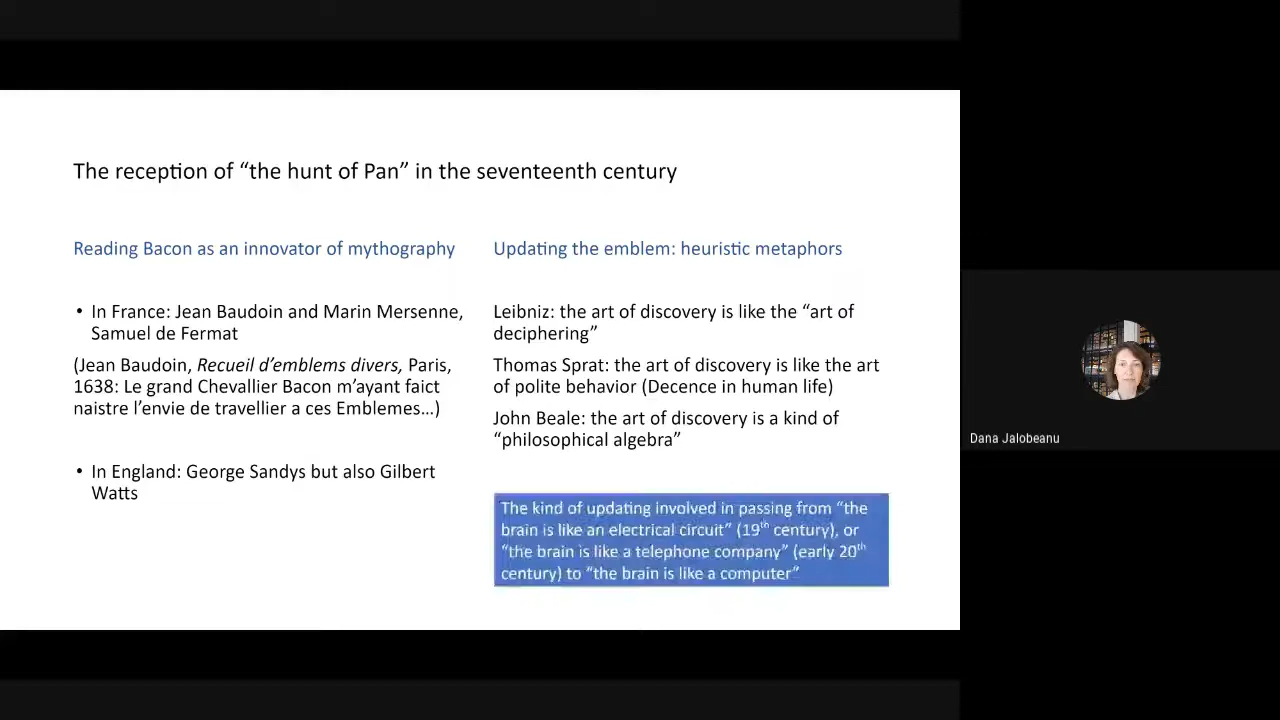 The reception of “the hunt of Pan” in the seventeenth century
Reading Bacon as an innovator of mythography
• In France: Jean Baudoin and Marin Mersenne,
Samuel de Fermat
(Jean Baudoin, Recueil d’emblems divers, Paris,
1638: Le grand Chevallier Bacon m’ayant faict
naistre l’envie de travellier a ces Emblemes…)
• In England: George Sandys but also Gilbert
Watts
Updating the emblem: heuristic metaphors
Leibniz: the art of discovery is like the “art of
deciphering”
Thomas Sprat: the art of discovery is like the art
of polite behavior (Decence in human life)
John Beale: the art of discovery is a kind of
“philosophical algebra”
The kind of updating involved in passing from “the
brain is like an electrical circuit” (19th century), or
“the brain is like a telephone company” (early 20th
century) to “the brain is like a computer”
Dana Jalobeanu